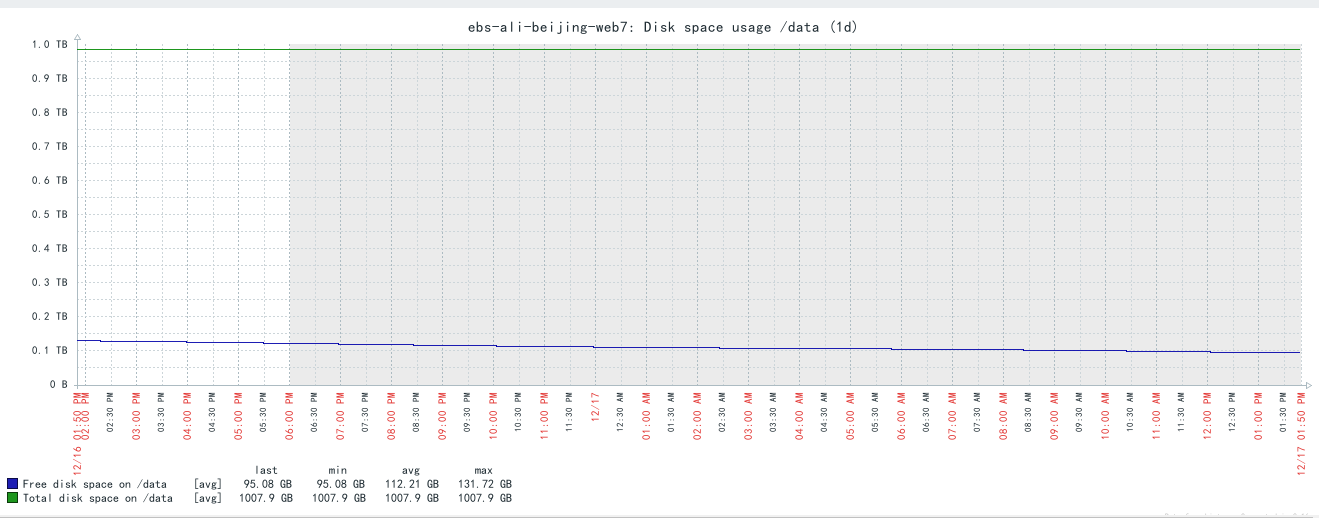 ebs-ali-beijing-web7: Disk space usage /data (1d)
1.0 TB
0.9 TB
0.8 TB
0.7 TB
0.6 TB
0.5 TB
0.4 TB
0.3 TB
0.2 TB
0.1 TB
0 B
12/16 01:50 PM
02:00 PM
02:30 PM
03:00 PM
03:30 PM
04:00 PM
04:30 PM
05:00 PM
05:30 PM
06:00 PM
06:30 PM
07:00 PM
07:30 PM
08:00 PM
08:30 PM
09:00 PM
09:30 PM
10:00 PM
10:30 PM
11:00 PM
11:30 PM
12/17
12:30 AM
01:00 AM
01:30 AM
02:00 AM
02:30 AM
03:00 AM
03:30 AM
04:00 AM
04:30 AM
05:00 AM
05:30 AM
06:00 AM
06:30 AM
07:00 AM
07:30 AM
08:00 AM
08:30 AM
09:00 AM
09:30 AM
10:00 AM
10:30 AM
11:00 AM
11:30 AM
12:00 PM
12:30 PM
01:00 PM
01:30 PM
12/17 01:50 PM
last min avg max
Free disk space on /data [avg] 95.08 GB 95.08 GB 112.21 GB 131.72 GB
Total disk space on /data [avg] 1007.9 GB 1007.9 GB 1007.9 GB 1007.9 GB